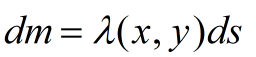 dm = λ(x, y)ds